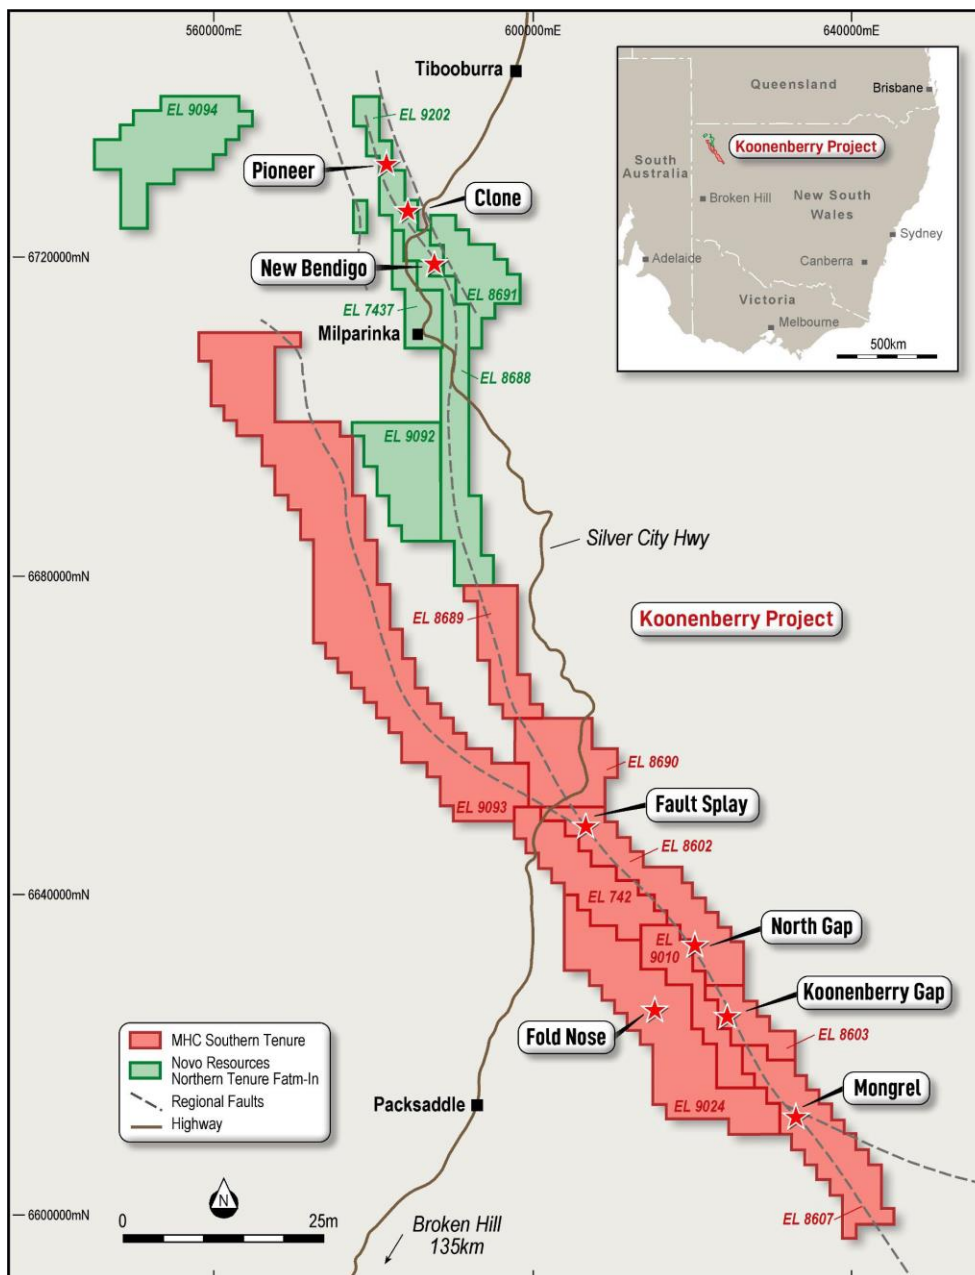 560000mE
600000mE
640000mE
Tibooburra
EL 9094
EL 9202
Pioneer
Clone
6720000mN
New Bendigo
EL 7437
EL 8691
Milparinka
EL 8688
EL 9092
Silver City Hwy
6680000mN
EL 8689
Koonenberry Project
EL 8690
EL 9093
Fault Splay
EL 8602
6640000mN
EL 742
North Gap
EL
9010
Koonenberry Gap
Fold Nose
EL 8603
Mongrel
Packsaddle
EL 9024
6600000mN
EL 8607
Broken Hill
135km
Queensland
Brisbane
Koonenberry Project
South
Australia
Broken Hill
New South
Wales
Sydney
Adelaide
Canberra
Victoria
Melbourne
500km
MHC Southern Tenure
Novo Resources
Northern Tenure Fatm-In
Regional Faults
Highway
N
0
25m